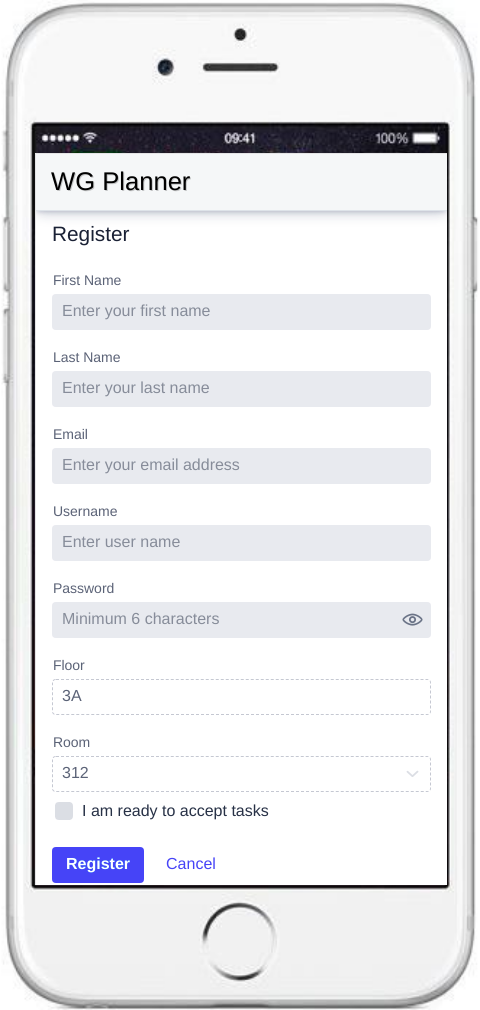 09:41
100%
WG Planner
Register
First Name
Enter your first name
Last Name
Enter your last name
Email
Enter your email address
Username
Enter user name
Password
Minimum 6 characters
Floor
3A
Room
312
I am ready to accept tasks
Register Cancel